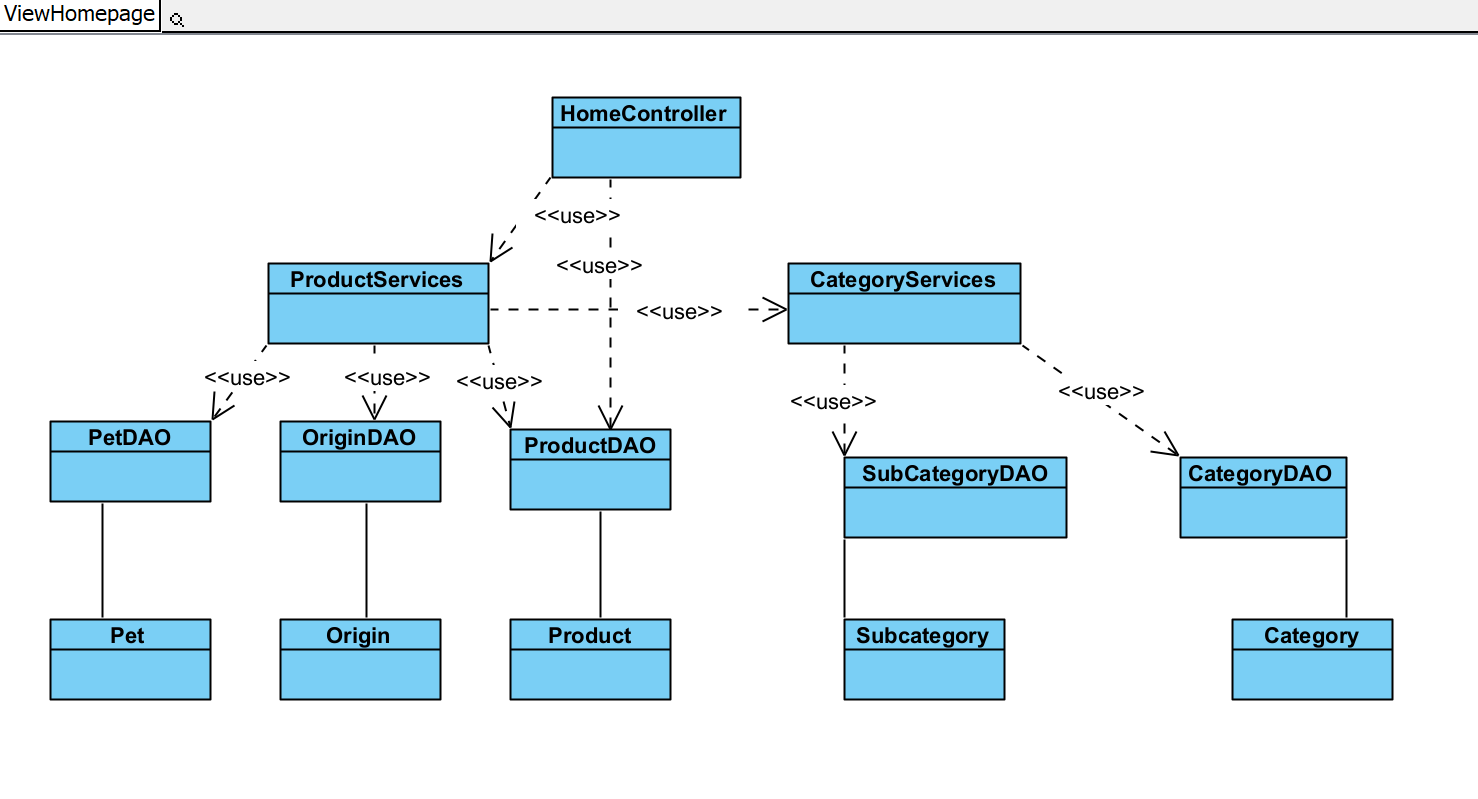 ViewHomepage
HomeController
<<use>>
<<use>>
ProductServices
CategoryServices
<<use>>
<<use>>
<<use>>
<<use>>
<<use>>
<<use>>
PetDAO
OriginDAO
ProductDAO
SubCategoryDAO
CategoryDAO
Pet
Origin
Product
Subcategory
Category